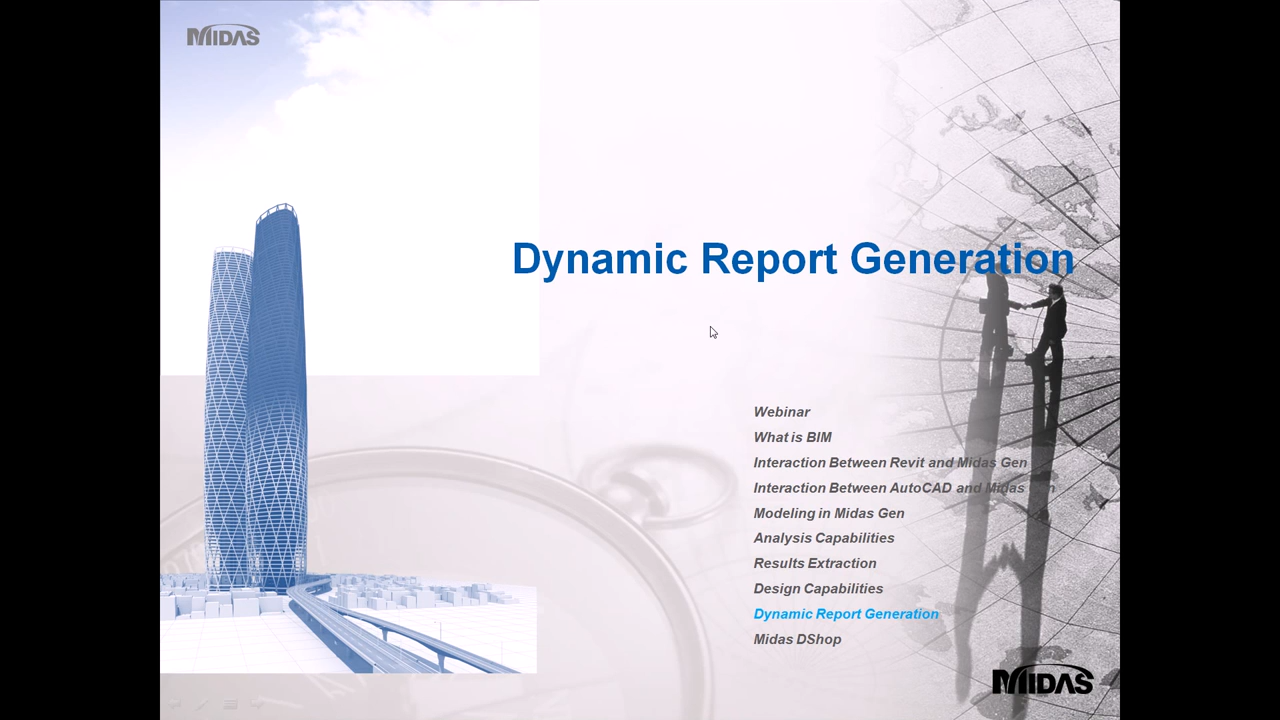 MIDAS
Dynamic Report Generation
Webinar
What is BIM
Interaction Between Revit and Midas Gen
Interaction Between AutoCAD and Midas Gen
Modeling in Midas Gen
Analysis Capabilities
Results Extraction
Design Capabilities
Dynamic Report Generation
Midas DShop
MIDAS